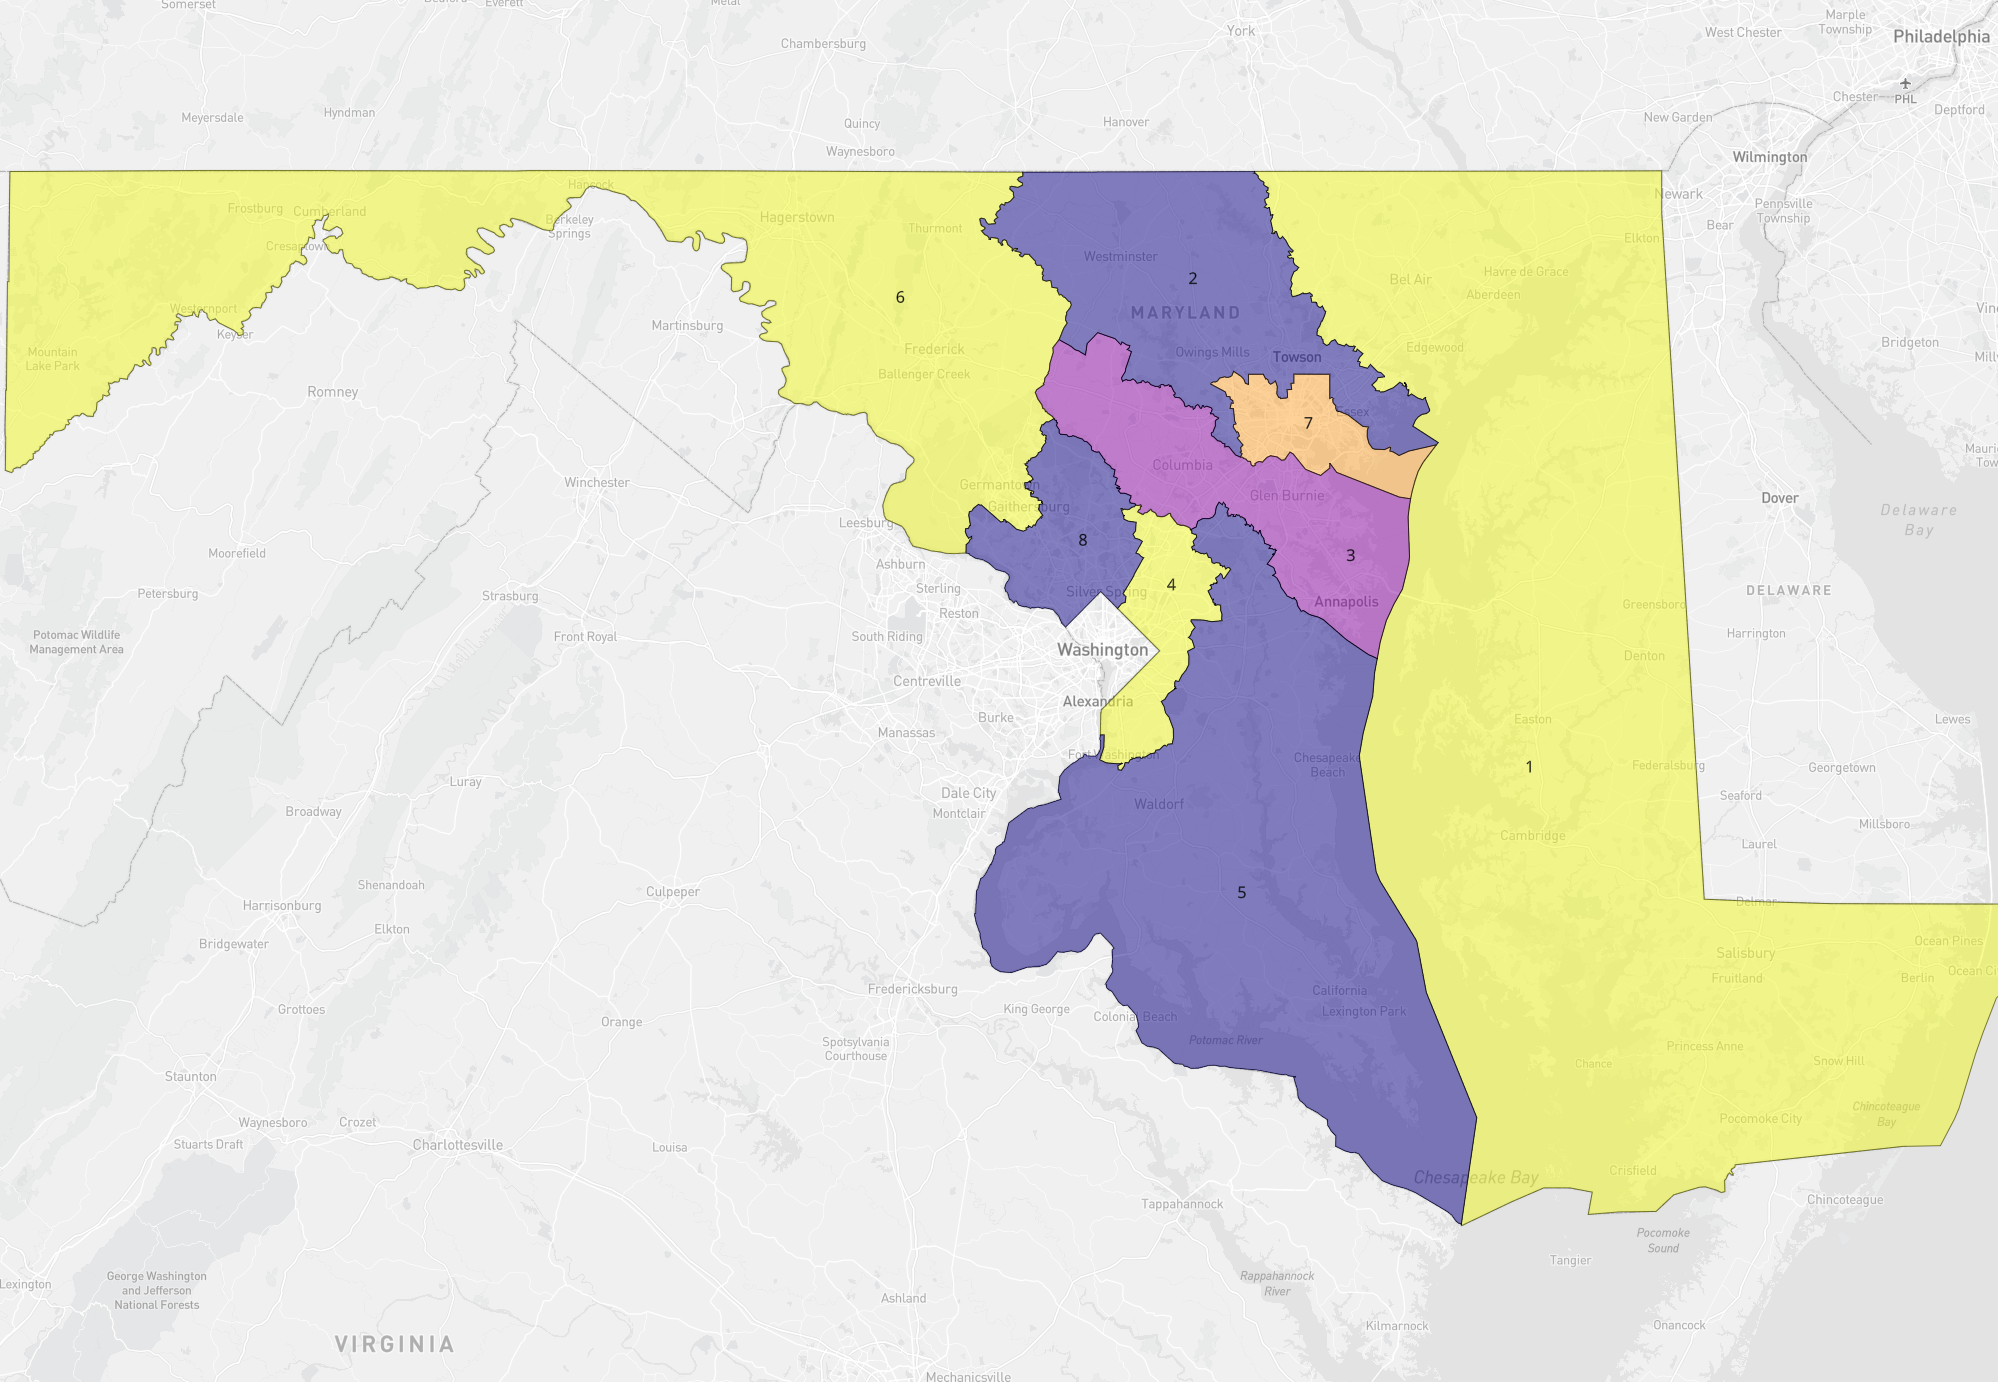 Somerset
Bedford
Everett
Metal
Chambersburg
York
West Chester
Marple
Township
Philadelphia
PHL
Chester
Deptford
Meyersdale
Hyndman
Quincy
Hanover
New Garden
Waynesboro
Wilmington
Hancock
Newark
Pennsville
Township
Bear
Frostburg
Cumberland
Berkeley
Springs
Hagerstown
Thurmont
Elkton
Cresaptown
Westminster
2
Bel Air
Havre de Grace
Aberdeen
6
Westernport
Keyser
Martinsburg
MARYLAND
Mountain
Lake Park
Frederick
Owings Mills
Towson
Edgewood
Bridgeton
Ballenger Creek
Romney
7
Essex
Winchester
Columbia
Germantown
Gaithersburg
Glen Burnie
Dover
Delaware
Bay
Leesburg
8
3
Moorefield
Ashburn
4
Petersburg
Strasburg
Sterling
Silver Spring
Annapolis
DELAWARE
Greensboro
Reston
Potomac Wildlife
Management Area
Front Royal
South Riding
Washington
Harrington
Denton
Centreville
Alexandria
Burke
Easton
Lewes
Manassas
Fort Washington
Chesapeake
Beach
1
Federalsburg
Georgetown
Luray
Dale City
Montclair
Waldorf
Seaford
Broadway
Cambridge
Millsboro
Laurel
Shenandoah
Culpeper
5
Harrisonburg
Delmar
Elkton
Bridgewater
Salisbury
Ocean Pines
Fruitland
Berlin
Ocean Ci
Fredericksburg
California
Grottoes
King George
Colonial Beach
Lexington Park
Orange
Potomac River
Spotsylvania
Courthouse
Princess Anne
Chance
Snow Hill
Staunton
Waynesboro
Crozet
Pocomoke City
Chincoteague
Bay
Stuarts Draft
Charlottesville
Louisa
Chesapeake Bay
Crisfield
Tappahannock
Chincoteague
Pocomoke
Sound
Tangier
Lexington
George Washington
and Jefferson
National Forests
Rappahannock
River
Ashland
Kilmarnock
Onancock
VIRGINIA
Mechanicsville